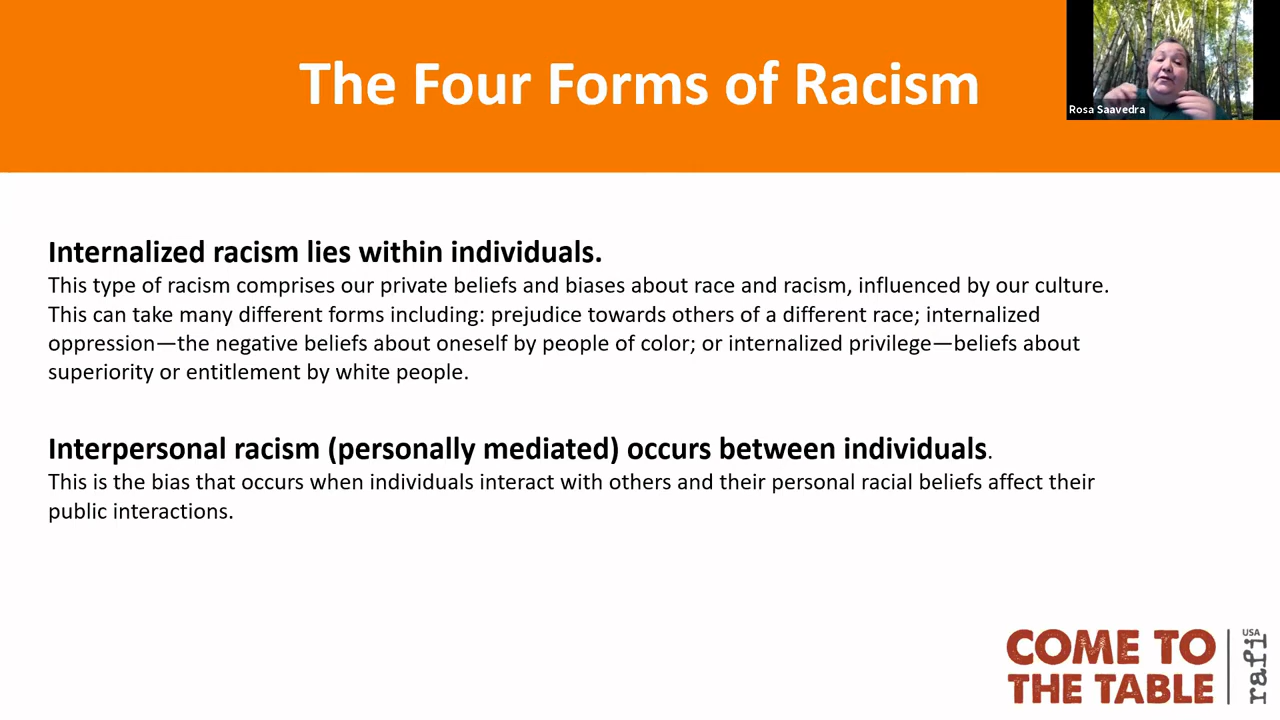 The Four Forms of Racism
Rosa Saavedra
Internalized racism lies within individuals.
This type of racism comprises our private beliefs and biases about race and racism, influenced by our culture.
This can take many different forms including: prejudice towards others of a different race; internalized
oppression—the negative beliefs about oneself by people of color; or internalized privilege—beliefs about
superiority or entitlement by white people.
Interpersonal racism (personally mediated) occurs between individuals.
This is the bias that occurs when individuals interact with others and their personal racial beliefs affect their
public interactions.
COME TO
THE TABLE
rafi
USA